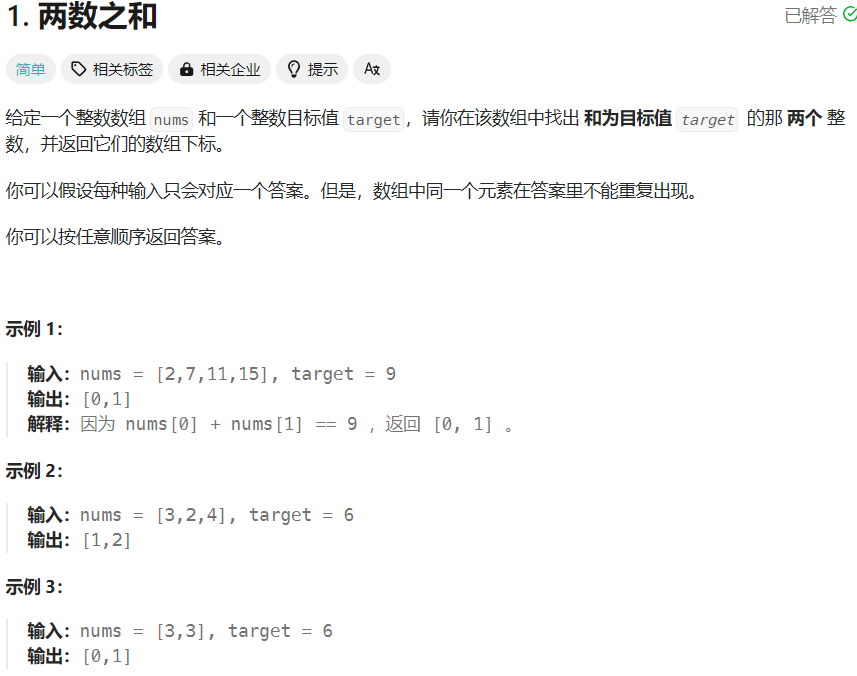 1. 两数之和
已解答
简单 相关标签 相关企业 提示
给定一个整数数组 nums 和一个整数目标值 target，请你在该数组中找出 和为目标值 target 的那 两个 整
数，并返回它们的数组下标。
你可以假设每种输入只会对应一个答案。但是，数组中同一个元素在答案里不能重复出现。
你可以按任意顺序返回答案。
示例 1：
输入：nums = [2,7,11,15], target = 9
输出：[0,1]
解释：因为 nums[0] + nums[1] == 9 ，返回 [0, 1] 。
示例 2：
输入：nums = [3,2,4], target = 6
输出：[1,2]
示例 3：
输入：nums = [3,3], target = 6
输出：[0,1]